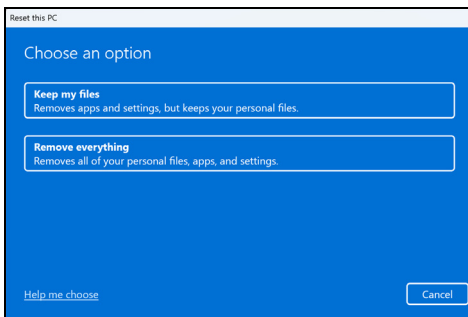 Reset this PC
Choose an option
Keep my files
Removes apps and settings, but keeps your personal files.
Remove everything
Removes all of your personal files, apps, and settings.
Help me choose
Cancel